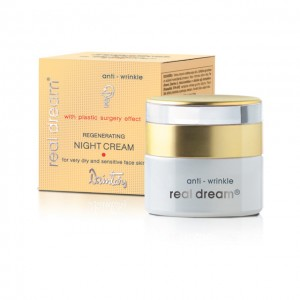 real dream®
anti - wrinkle
with plastic surgery effect
REGENERATING
NIGHT CREAM
for very dry and sensitive face skin
anti - wrinkle
real dream®